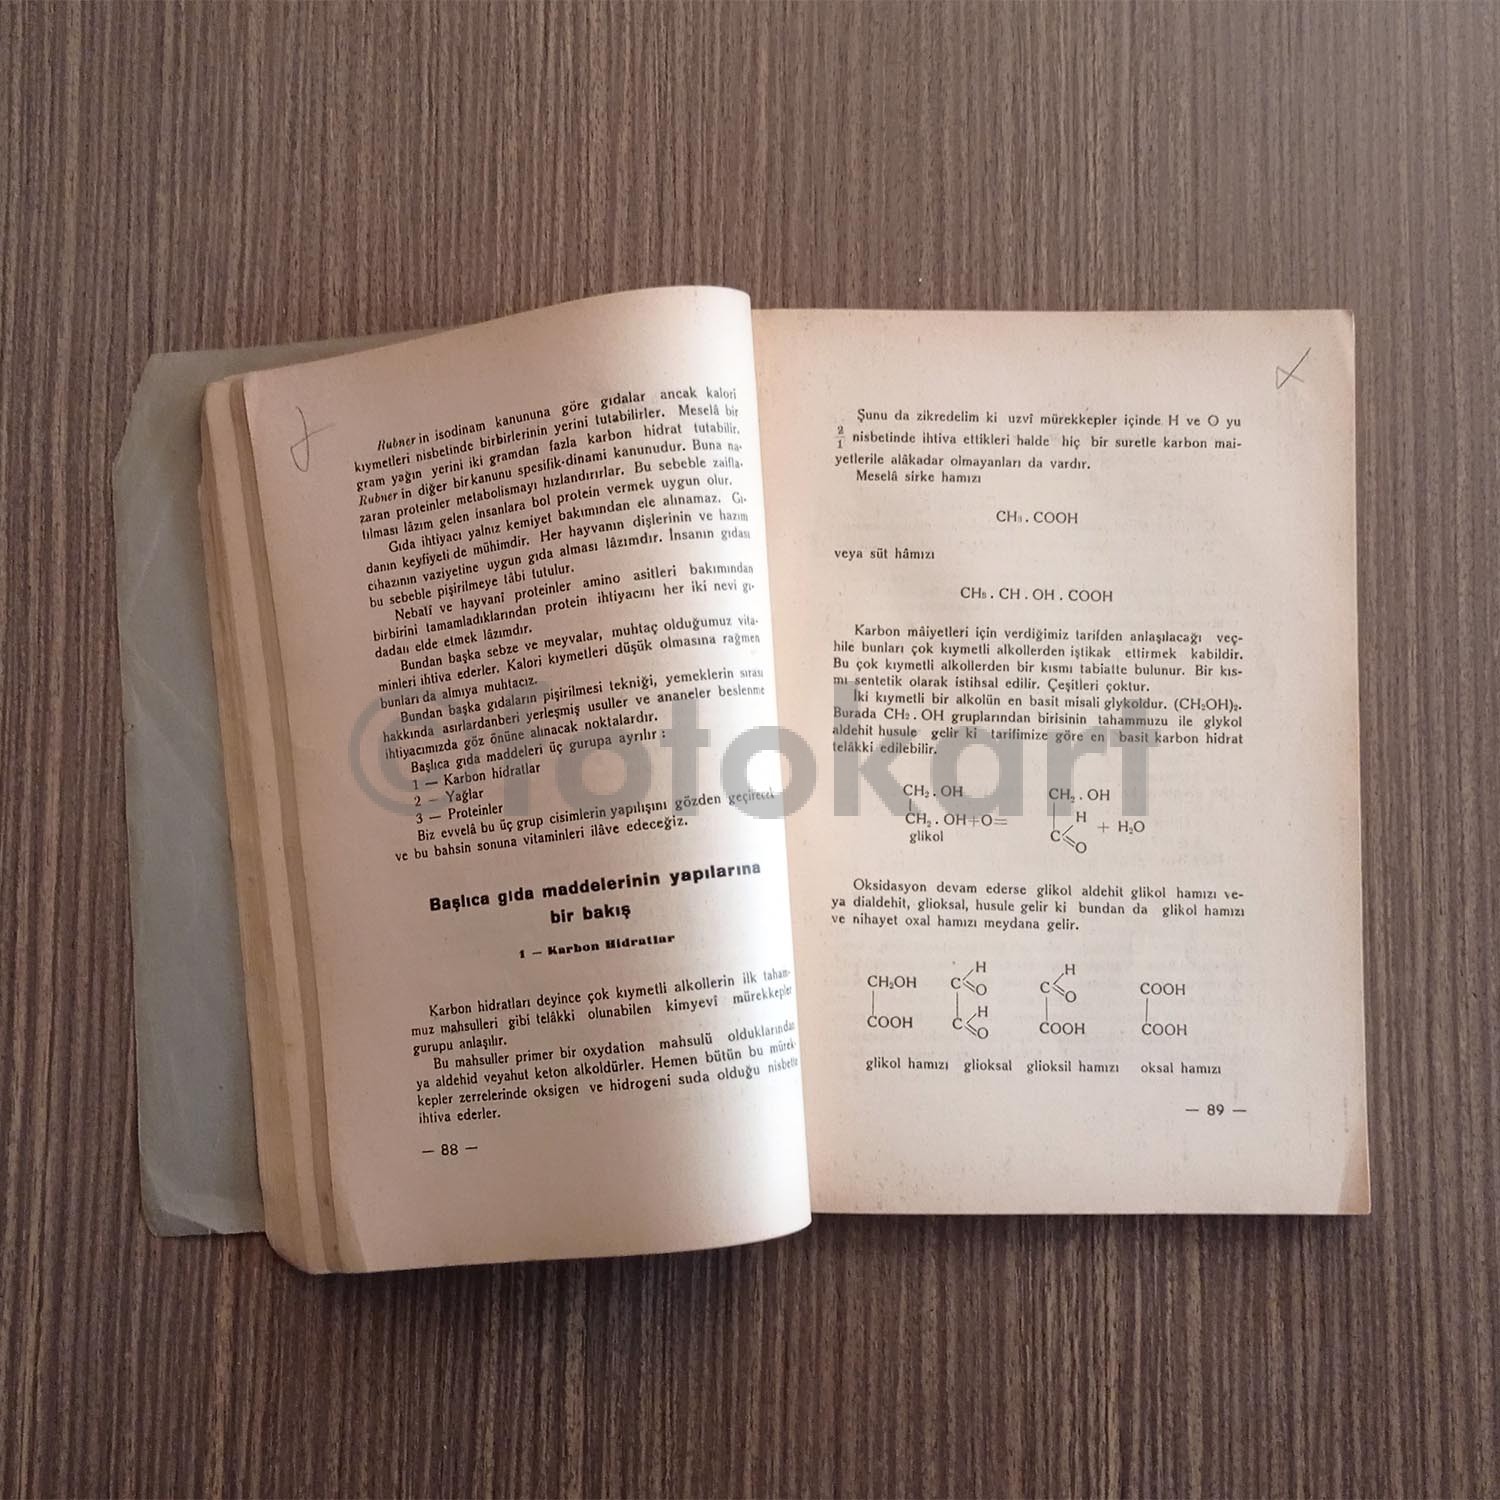 Rubner in isodinam kanununa göre gıdalar ancak kalori
kıymetleri nisbetinde birbirlerinin yerini tutabilirler. Meselâ bir
gram yağın yerini iki gramdan fazla karbon hidrat tutabilir.
Rubner in diğer bir kanunu spesifik-dinami kanunudur. Buna na-
zaran proteinler metabolismayı hızlandırırlar. Bu sebeble zaifla-
tılması lâzım gelen insanlara bol protein vermek uygun olur.
Gıda ihtiyacı yalnız kemiyet bakımından ele alınamaz. Gı-
danın keyfiyeti de mühimdir. Her hayvanın dişlerinin ve hazım
cihazının vaziyetine uygun gıda alması lâzımdır. İnsanın gıdası
bu sebeble pişirilmeye tâbi tutulur.
Nebatî ve hayvanî proteinler amino asitleri bakımından
birbirini tamamladıklarından protein ihtiyacını her iki nevi gı-
dadan elde etmek lâzımdır.
Bundan başka sebze ve meyvalar, muhtaç olduğumuz vita-
minleri ihtiva ederler. Kalori kıymetleri düşük olmasına rağmen
bunları da almıya muhtacız.
Bundan başka gıdaların pişirilmesi tekniği, yemeklerin sırası
hakkında asırlardanberi yerleşmiş usuller ve ananeler beslenme
ihtiyacımızda göz önüne alınacak noktalardır.
Başlıca gıda maddeleri üç gurupa ayrılır :
1 — Karbon hidratlar
2 — Yağlar
3 — Proteinler
Biz evvelâ bu üç grup cisimlerin yapılışını gözden geçirecek
ve bu bahsin sonuna vitaminleri ilâve edeceğiz.
Başlıca gıda maddelerinin yapılarına
bir bakış
1 — Karbon Hidratlar
Karbon hidratları deyince çok kıymetli alkollerin ilk taham-
muz mahsulleri gibi telâkki olunabilen kimyevî mürekkepler
gurupu anlaşılır.
Bu mahsuller primer bir oxydation mahsulü olduklarından
ya aldehid veyahut keton alkoldürler. Hemen bütün bu mürek-
kepler zerrelerinde oksigen ve hidrogeni suda olduğu nisbette
ihtiva ederler.
— 88 —
Şunu da zikredelim ki uzvî mürekkepler içinde H ve O yu
2/1 nisbetinde ihtiva ettikleri halde hiç bir suretle karbon mai-
yetlerile alâkadar olmayanları da vardır.
Meselâ sirke hamızı
CH₃ . COOH
veya süt hâmızı
CH₃ . CH . OH . COOH
Karbon mâiyetleri için verdiğimiz tarifden anlaşılacağı veç-
hile bunları çok kıymetli alkollerden iştikak ettirmek kabildir.
Bu çok kıymetli alkollerden bir kısmı tabiatte bulunur. Bir kıs-
mı sentetik olarak istihsal edilir. Çeşitleri çoktur.
İki kıymetli bir alkolün en basit misali glykoldur. (CH₂OH)₂.
Burada CH₂ . OH gruplarından birisinin tahammuzu ile glykol
aldehit husule gelir ki tarifimize göre en basit karbon hidrat
telâkki edilebilir.
CH₂ . OH CH₂ . OH
CH₂ . OH+O= C H O + H₂O
glikol
Oksidasyon devam ederse glikol aldehit glikol hamızı ve-
ya dialdehit, glioksal, husule gelir ki bundan da glikol hamızı
ve nihayet oxal hamızı meydana gelir.
CH₂OH C H O C H O COOH
COOH C H O COOH COOH
glikol hamızı glioksal glioksil hamızı oksal hamızı
— 89 —
© fotokart